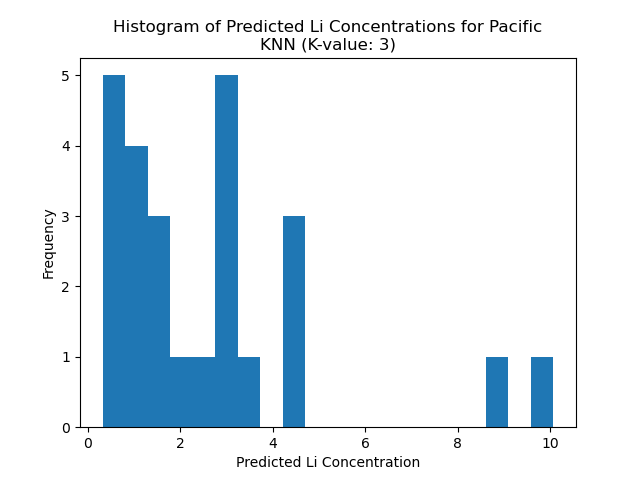 Histogram of Predicted Li Concentrations for Pacific
KNN (K-value: 3)
5
4
3
2
1
0
Frequency
0 2 4 6 8 10
Predicted Li Concentration